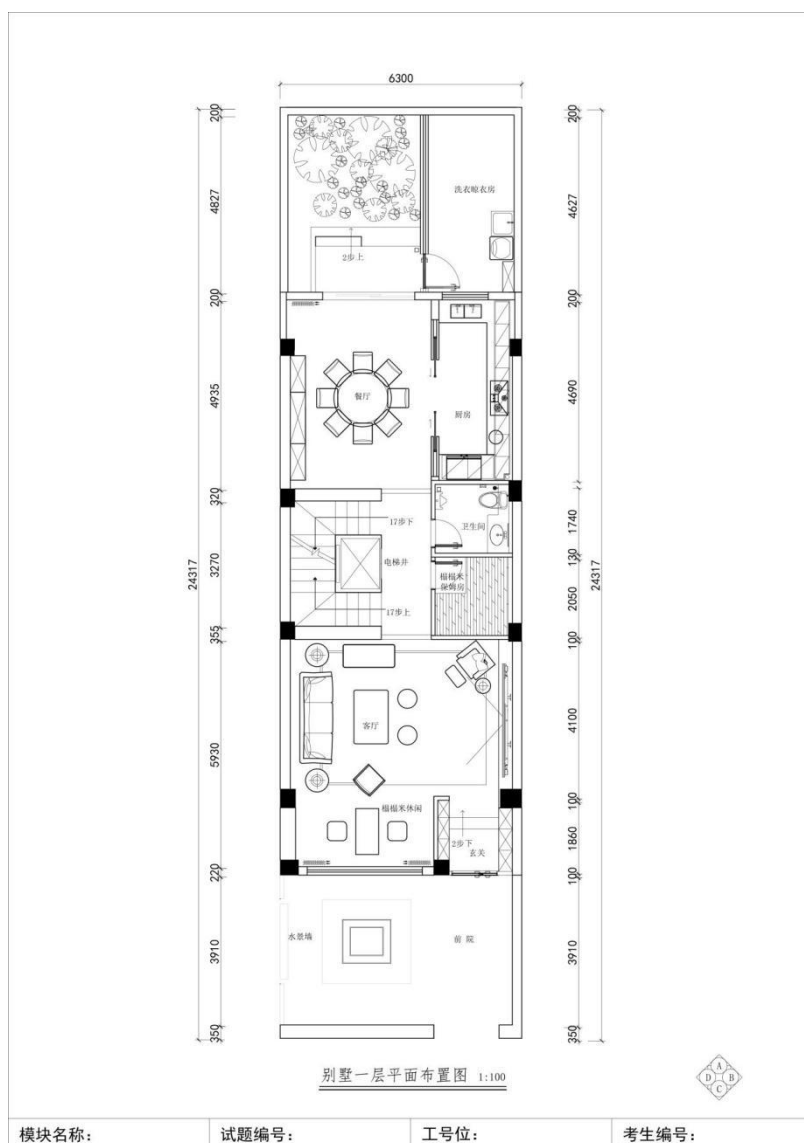 6300
200
200
4827
洗衣晾衣房
4627
2步上
200
200
4935
餐厅
厨房
4690
320
17步下
卫生间
1740
24317
3270
电梯井
130
24317
榻榻米
保姆房
2050
17步上
355
100
客厅
4100
5930
榻榻米休闲
100
2步下
玄关
1860
220
100
水景墙
前 院
3910
3910
350
350
别墅一层平面布置图 1:100
A
D B
C
模块名称： 试题编号： 工号位： 考生编号：